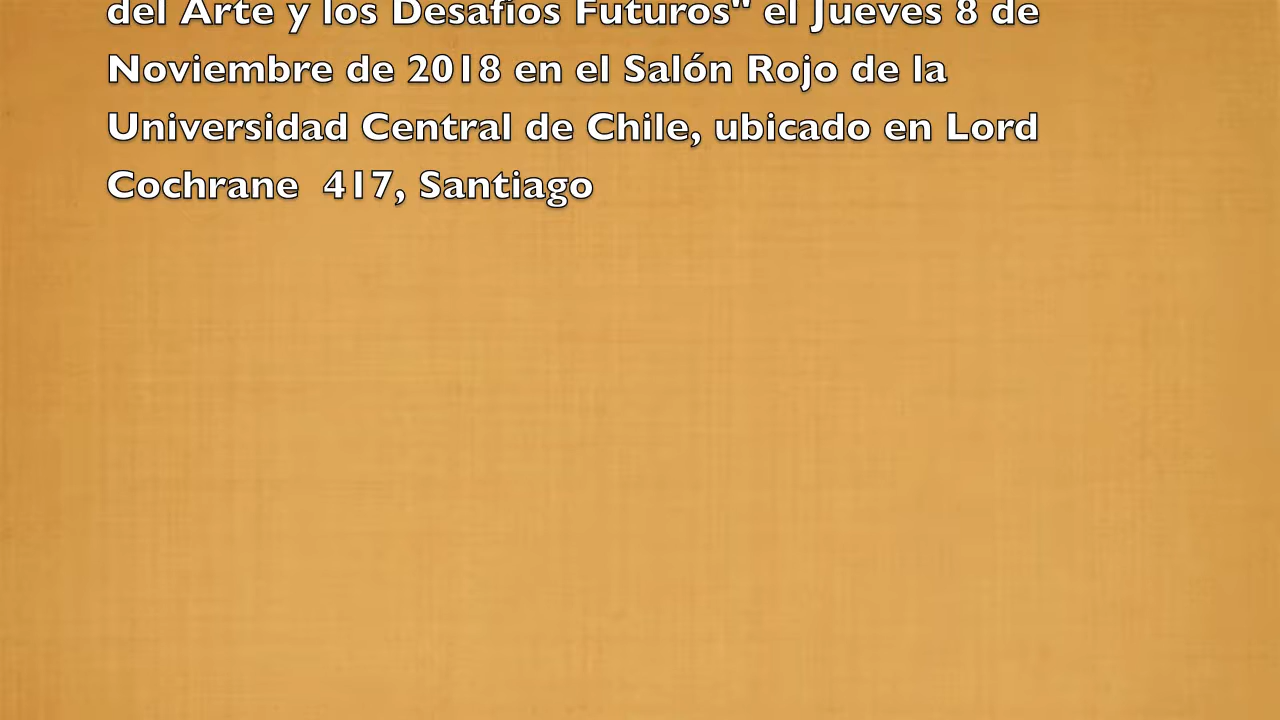 del Arte y los Desafíos Futuros" el Jueves 8 de
Noviembre de 2018 en el Salón Rojo de la
Universidad Central de Chile, ubicado en Lord
Cochrane  417, Santiago